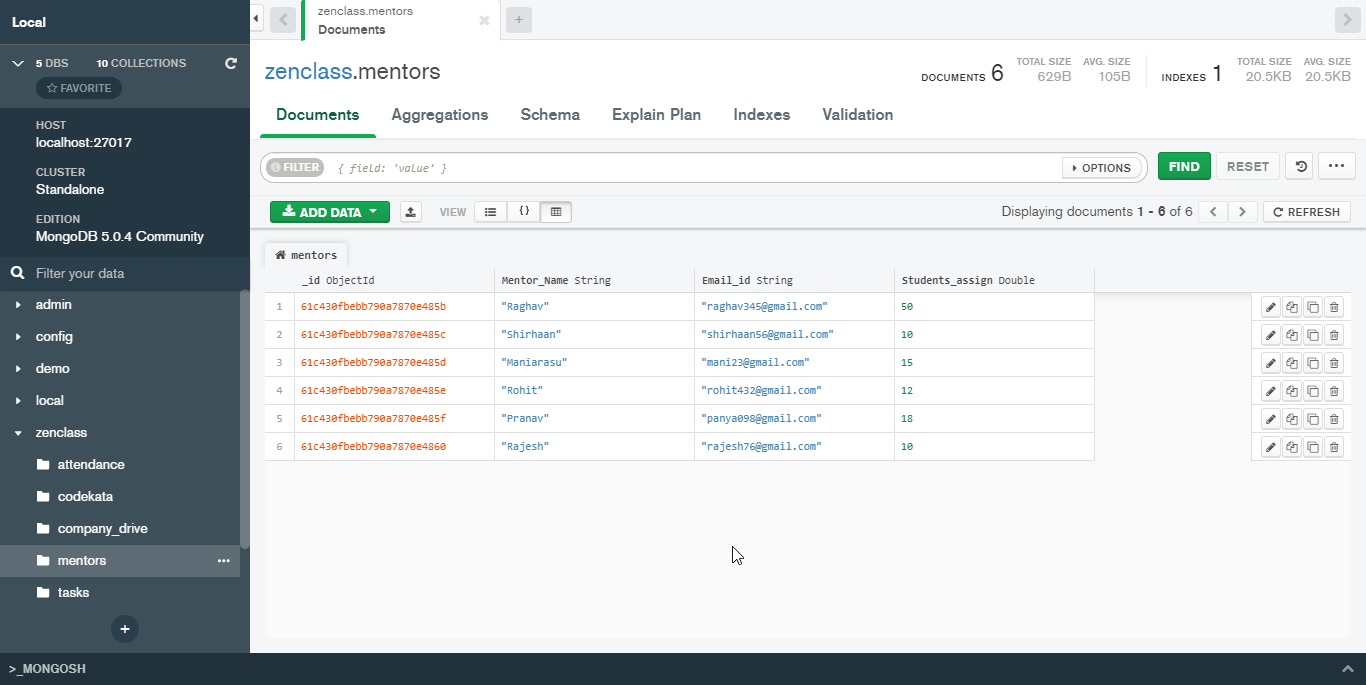 Local
5 DBS 10 COLLECTIONS
FAVORITE
HOST
localhost:27017
CLUSTER
Standalone
EDITION
MongoDB 5.0.4 Community
Filter your data
admin
config
demo
local
zenclass
attendance
codekata
company_drive
mentors
tasks
>_MONGOSH
zenclass.mentors
Documents
zenclass.mentors
DOCUMENTS 6 TOTAL SIZE 629B AVG. SIZE 105B INDEXES 1 TOTAL SIZE 20.5KB AVG. SIZE 20.5KB
Documents Aggregations Schema Explain Plan Indexes Validation
FILTER { field: 'value' } OPTIONS FIND RESET
ADD DATA VIEW {} Displaying documents 1 - 6 of 6 REFRESH
mentors
_id ObjectId Mentor_Name String Email_id String Students_assign Double
1 61c430fbebb790a7870e485b "Raghav" "raghav345@gmail.com" 50
2 61c430fbebb790a7870e485c "Shirhaan" "shirhaan56@gmail.com" 10
3 61c430fbebb790a7870e485d "Maniarasu" "mani23@gmail.com" 15
4 61c430fbebb790a7870e485e "Rohit" "rohit432@gmail.com" 12
5 61c430fbebb790a7870e485f "Pranav" "panya098@gmail.com" 18
6 61c430fbebb790a7870e4860 "Rajesh" "rajesh76@gmail.com" 10